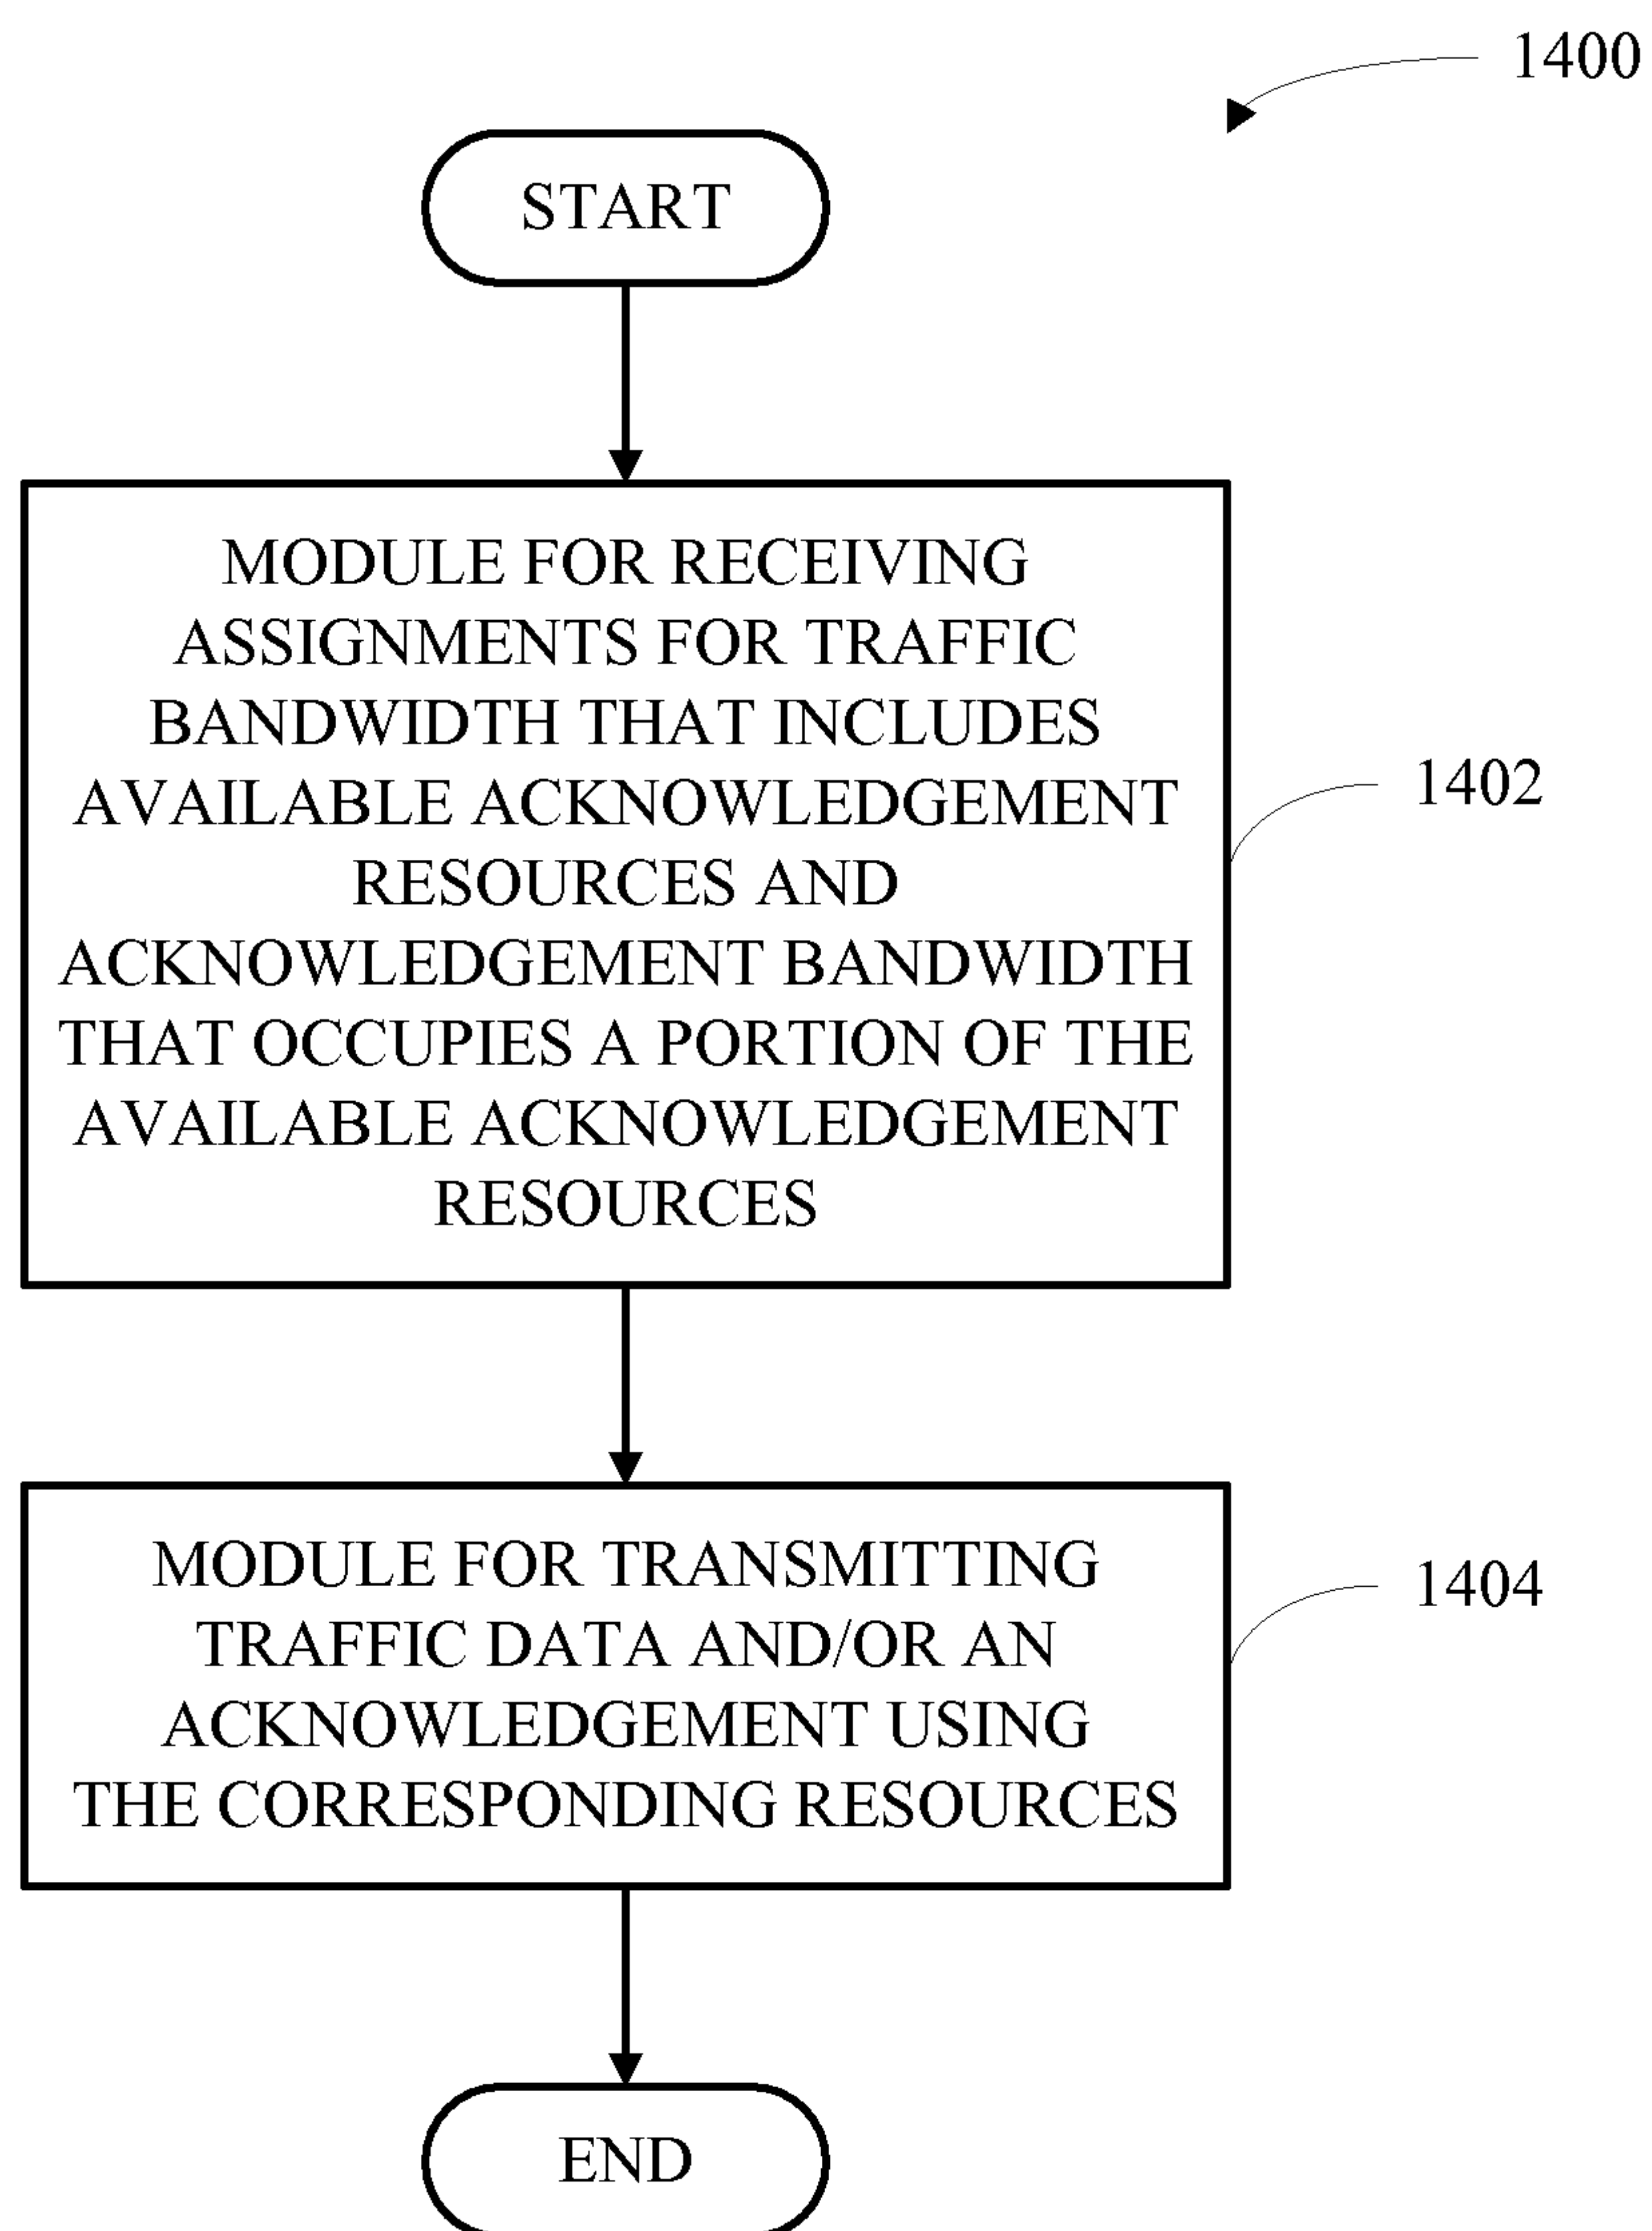 1400
START
MODULE FOR RECEIVING
ASSIGNMENTS FOR TRAFFIC
BANDWIDTH THAT INCLUDES
AVAILABLE ACKNOWLEDGEMENT
RESOURCES AND
ACKNOWLEDGEMENT BANDWIDTH
THAT OCCUPIES A PORTION OF THE
AVAILABLE ACKNOWLEDGEMENT
RESOURCES
1402
MODULE FOR TRANSMITTING
TRAFFIC DATA AND/OR AN
ACKNOWLEDGEMENT USING
THE CORRESPONDING RESOURCES
1404
END